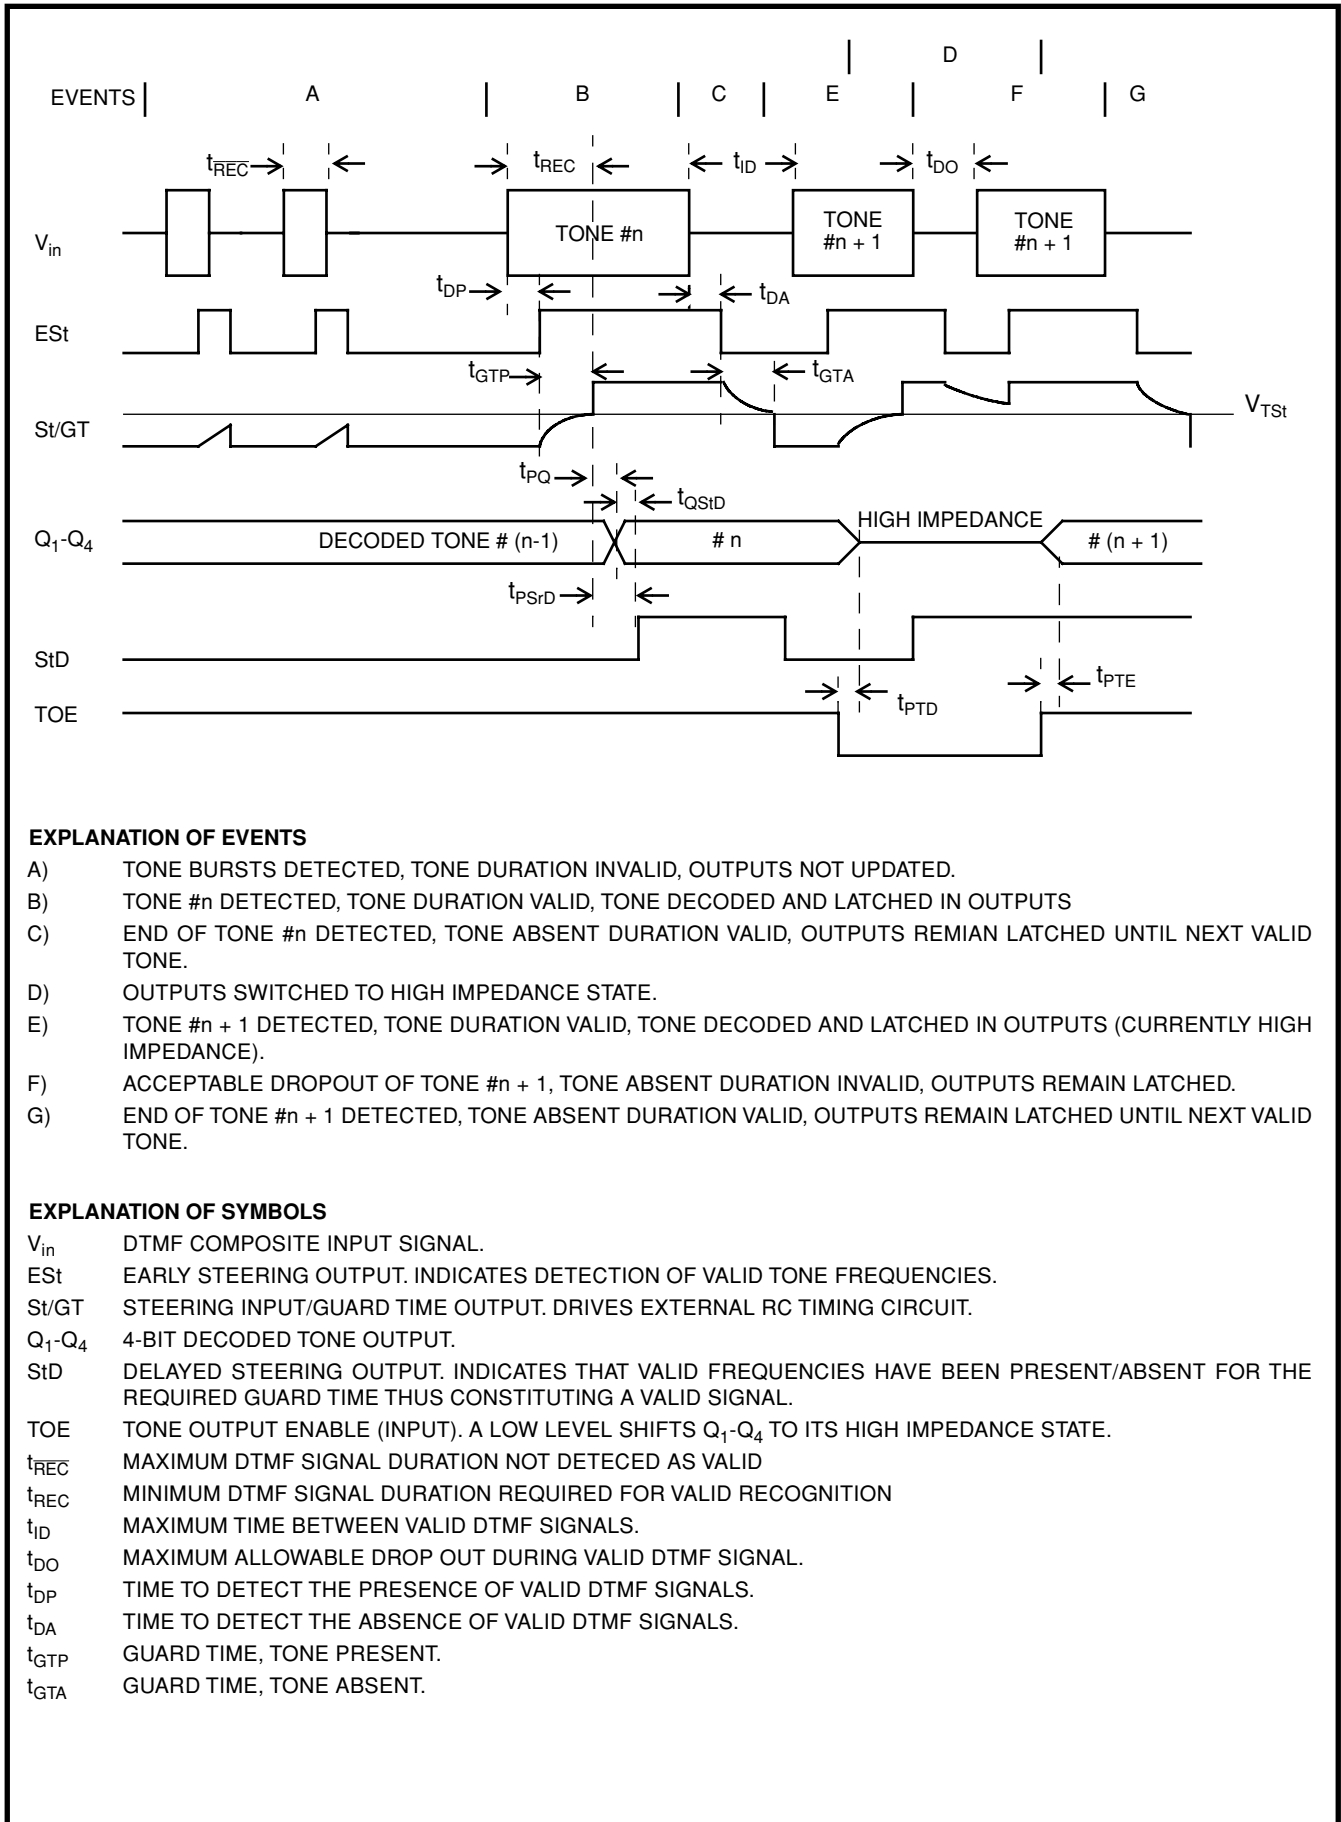 D
EVENTS A B C E F G
tREC tREC tID tDO
Vin TONE #n TONE #n + 1 TONE #n + 1
tDP tDA
ESt
tGTP tGTA
VTSt
St/GT
tPQ
tQStD
HIGH IMPEDANCE
Q1-Q4 DECODED TONE # (n-1) # n # (n + 1)
tPSrD
StD
tPTE
tPTD
TOE
EXPLANATION OF EVENTS
A) TONE BURSTS DETECTED, TONE DURATION INVALID, OUTPUTS NOT UPDATED.
B) TONE #n DETECTED, TONE DURATION VALID, TONE DECODED AND LATCHED IN OUTPUTS
C) END OF TONE #n DETECTED, TONE ABSENT DURATION VALID, OUTPUTS REMIAN LATCHED UNTIL NEXT VALID
TONE.
D) OUTPUTS SWITCHED TO HIGH IMPEDANCE STATE.
E) TONE #n + 1 DETECTED, TONE DURATION VALID, TONE DECODED AND LATCHED IN OUTPUTS (CURRENTLY HIGH
IMPEDANCE).
F) ACCEPTABLE DROPOUT OF TONE #n + 1, TONE ABSENT DURATION INVALID, OUTPUTS REMAIN LATCHED.
G) END OF TONE #n + 1 DETECTED, TONE ABSENT DURATION VALID, OUTPUTS REMAIN LATCHED UNTIL NEXT VALID
TONE.
EXPLANATION OF SYMBOLS
Vin DTMF COMPOSITE INPUT SIGNAL.
ESt EARLY STEERING OUTPUT. INDICATES DETECTION OF VALID TONE FREQUENCIES.
St/GT STEERING INPUT/GUARD TIME OUTPUT. DRIVES EXTERNAL RC TIMING CIRCUIT.
Q1-Q4 4-BIT DECODED TONE OUTPUT.
StD DELAYED STEERING OUTPUT. INDICATES THAT VALID FREQUENCIES HAVE BEEN PRESENT/ABSENT FOR THE
REQUIRED GUARD TIME THUS CONSTITUTING A VALID SIGNAL.
TOE TONE OUTPUT ENABLE (INPUT). A LOW LEVEL SHIFTS Q1-Q4 TO ITS HIGH IMPEDANCE STATE.
tREC MAXIMUM DTMF SIGNAL DURATION NOT DETECED AS VALID
tREC MINIMUM DTMF SIGNAL DURATION REQUIRED FOR VALID RECOGNITION
tID MAXIMUM TIME BETWEEN VALID DTMF SIGNALS.
tDO MAXIMUM ALLOWABLE DROP OUT DURING VALID DTMF SIGNAL.
tDP TIME TO DETECT THE PRESENCE OF VALID DTMF SIGNALS.
tDA TIME TO DETECT THE ABSENCE OF VALID DTMF SIGNALS.
tGTP GUARD TIME, TONE PRESENT.
tGTA GUARD TIME, TONE ABSENT.